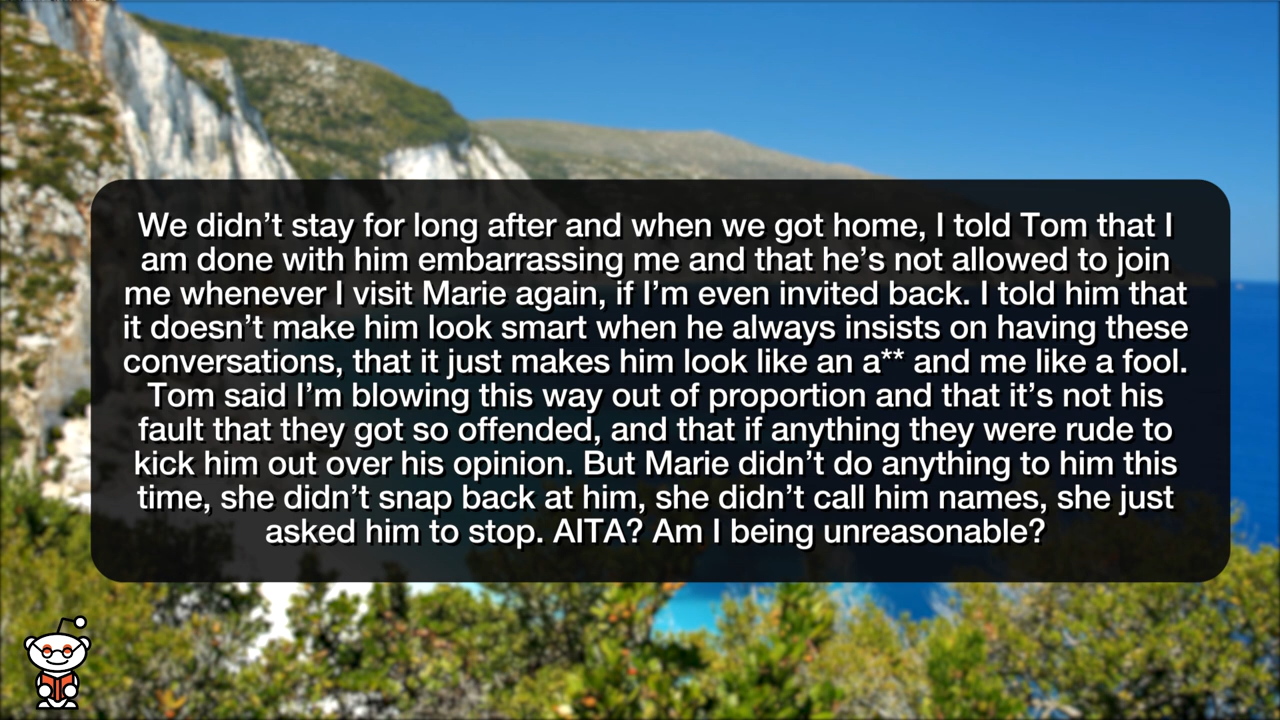 We didn’t stay for long after and when we got home, I told Tom that I
am done with him embarrassing me and that he’s not allowed to join
me whenever I visit Marie again, if I’m even invited back. I told him that
it doesn’t make him look smart when he always insists on having these
conversations, that it just makes him look like an a** and me like a fool.
Tom said I’m blowing this way out of proportion and that it’s not his
fault that they got so offended, and that if anything they were rude to
kick him out over his opinion. But Marie didn’t do anything to him this
time, she didn’t snap back at him, she didn’t call him names, she just
asked him to stop. AITA? Am I being unreasonable?